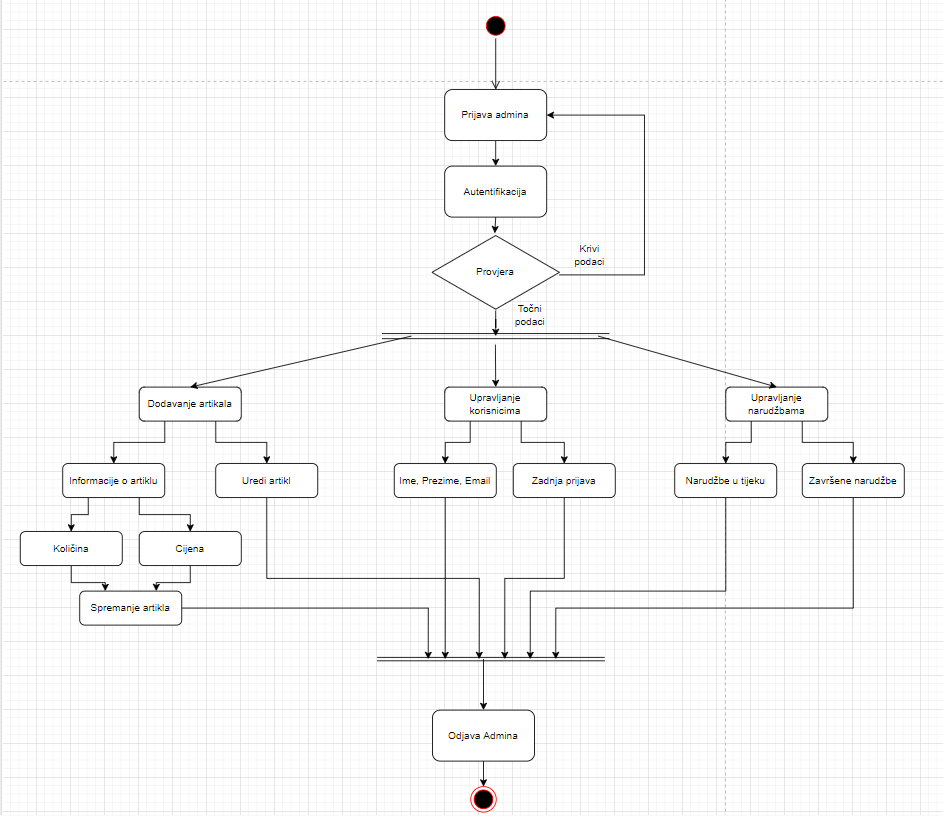 Prijava admina
Autentifikacija
Krivi
podaci
Provjera
Točni
podaci
Dodavanje artikala
Upravljanje
korisnicima
Upravljanje
narudžbama
Informacije o artiklu
Uredi artikl
Ime, Prezime, Email
Zadnja prijava
Narudžbe u tijeku
Završene narudžbe
Količina
Cijena
Spremanje artikla
Odjava Admina